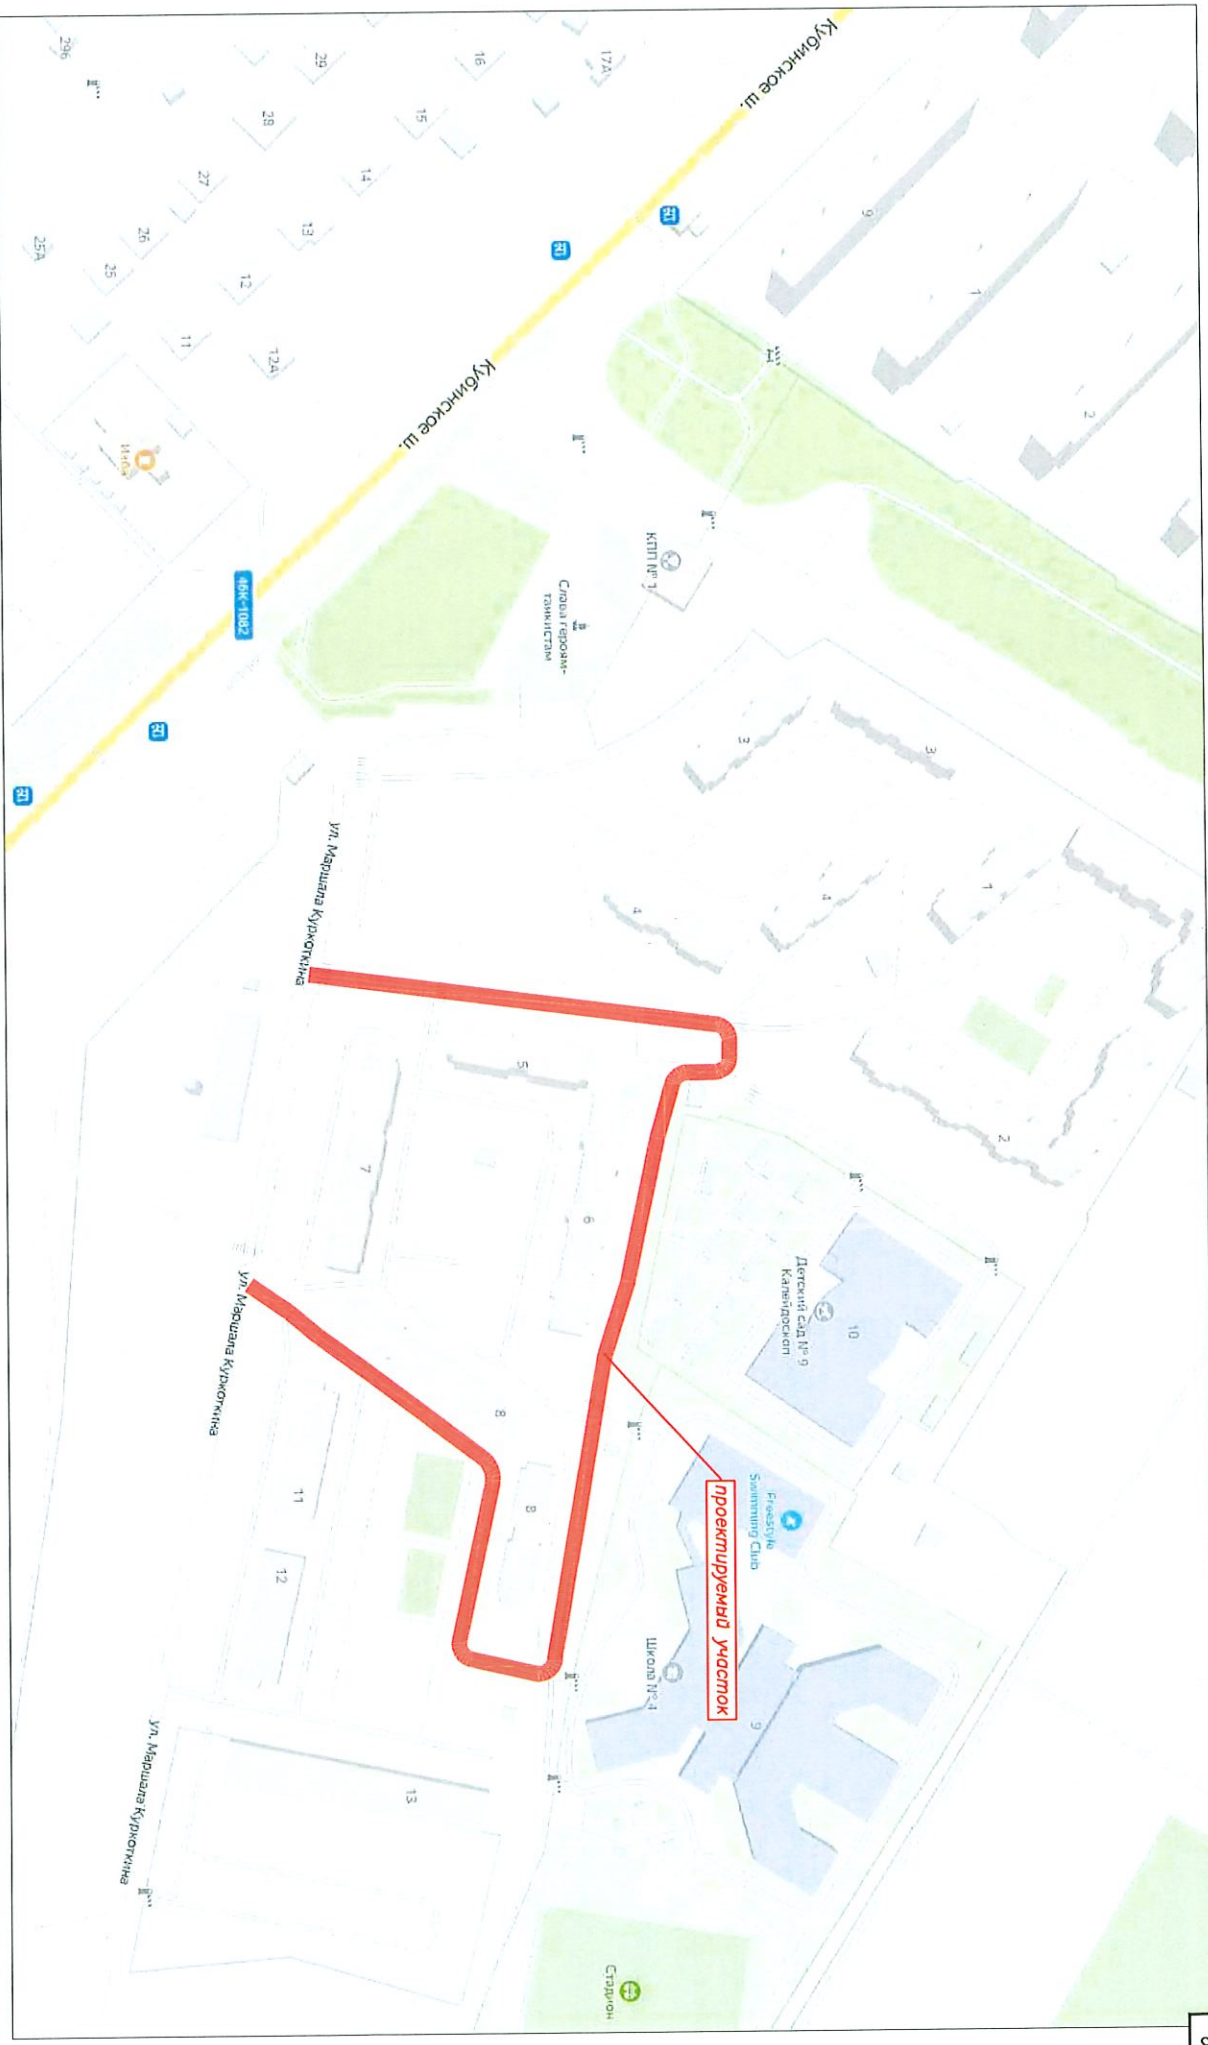 Кубинское ш.
Кубинское ш.
46К-1082
29Б
29
28
27
26
25
25А
17А
16
15
14
13
12
12А
11
Изба
9
1
2
КПП № 1
Слава героям-
танкистам
3
3
4
4
1
2
ул. Маршала Куркоткина
5
7
6
8
8
Детский сад № 9
Калейдоскоп
10
Freestyle
Swimming Club
проектируемый участок
Школа № 4
9
ул. Маршала Куркоткина
11
12
13
ул. Маршала Куркоткина
Стадион